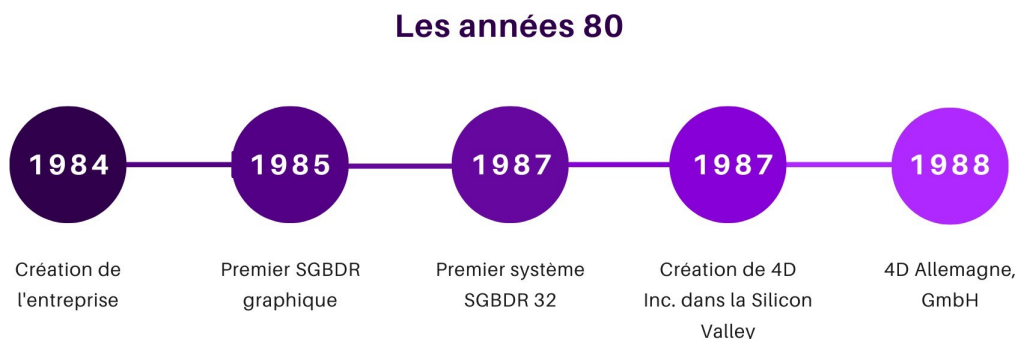 Les années 80
1984
1985
1987
1987
1988
Création de
l'entreprise
Premier SGBDR
graphique
Premier système
SGBDR 32
Création de 4D
Inc. dans la Silicon
Valley
4D Allemagne,
GmbH